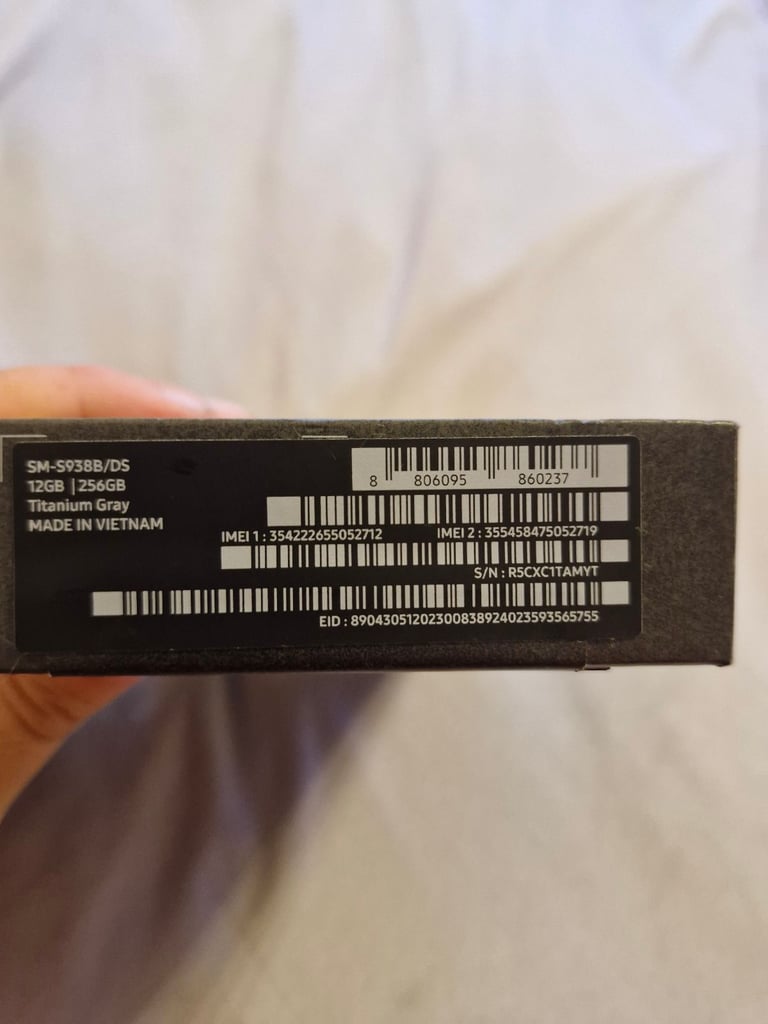 SM-S938B/DS
12GB | 256GB
Titanium Gray
MADE IN VIETNAM
8 806095 860237
IMEI 1 : 354222655052712 IMEI 2 : 355458475052719
S/N : R5CXC1TAMYT
EID : 89043051202300838924023593565755